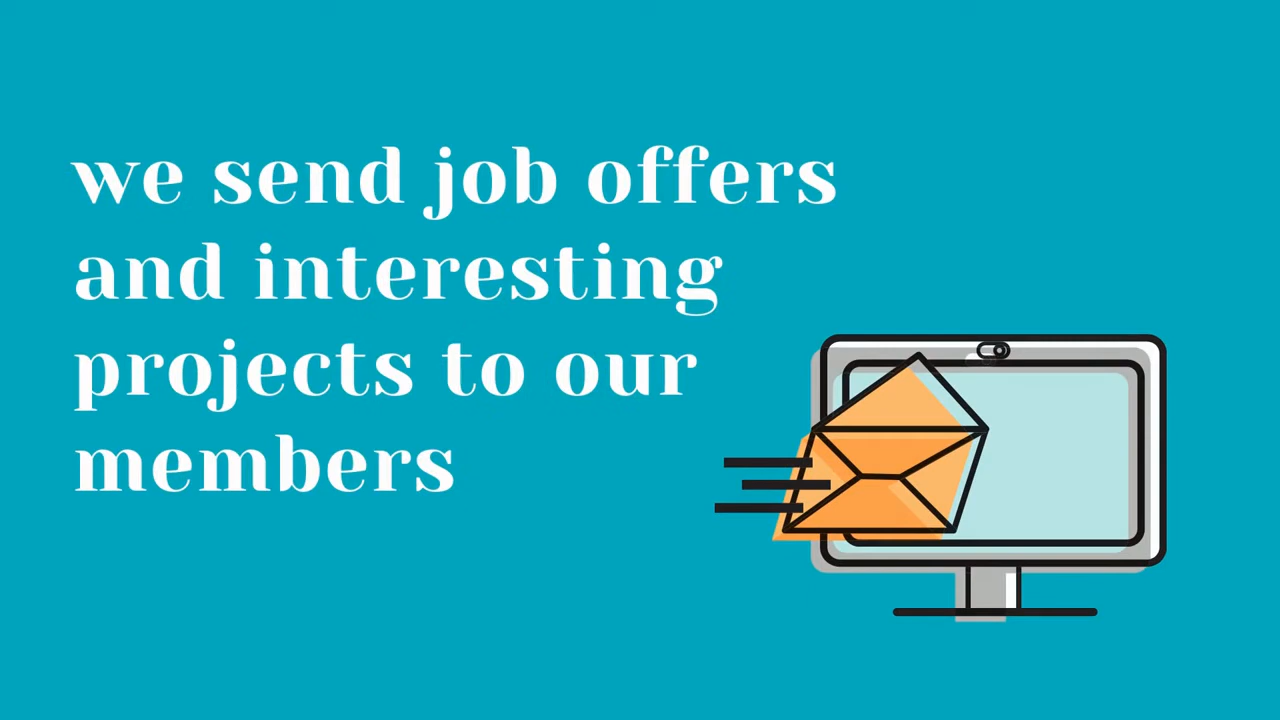 we send job offers
and interesting
projects to our
members